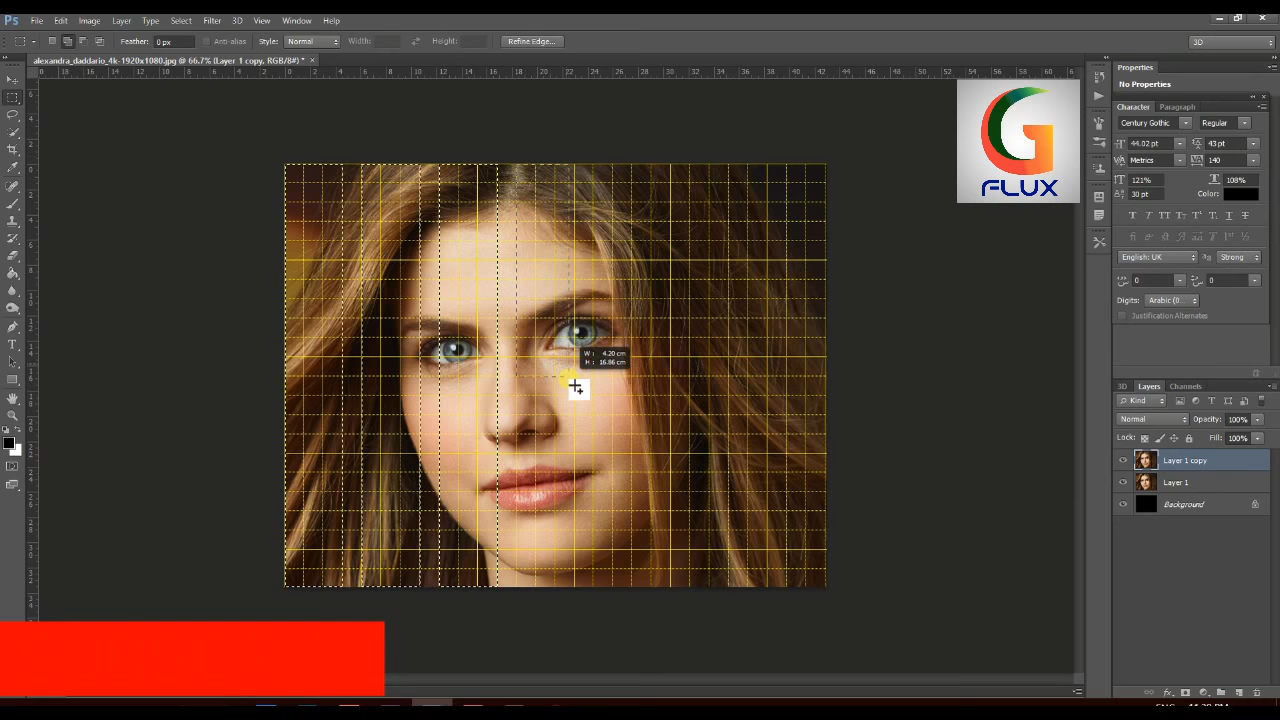 Ps File Edit Image Layer Type Select Filter 3D View Window Help
Feather: 0 px Anti-alias Style: Normal Width: Height: Refine Edge... 3D
alexandra_daddario_4k-1920x1080.jpg @ 66.7% (Layer 1 copy, RGB/8#) * ×
Properties
No Properties
Character Paragraph
Century Gothic Regular
44.02 pt 43 pt
Metrics 140
121% 108%
30 pt Color:
English: UK Strong
0 0
Digits: Arabic (0...
Justification Alternates
G
FLUX
W: 4.20 cm
H: 16.86 cm
3D Layers Channels
Kind
Normal Opacity: 100%
Lock: Fill: 100%
Layer 1 copy
Layer 1
Background